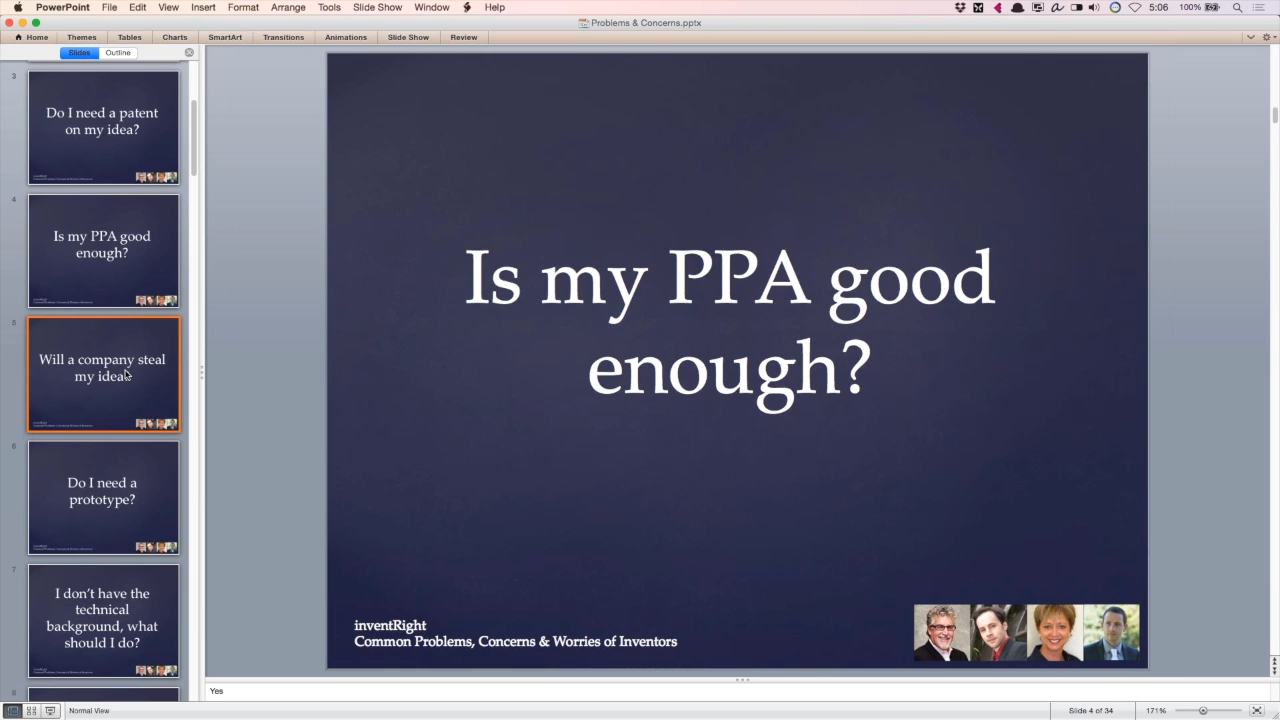 PowerPoint File Edit View Insert Format Arrange Tools Slide Show Window Help 5:06 100%
Problems & Concerns.pptx
Home Themes Tables Charts SmartArt Transitions Animations Slide Show Review
Slides Outline
3
Do I need a patent
on my idea?
4
Is my PPA good
enough?
5
Will a company steal
my idea?
6
Do I need a
prototype?
7
I don’t have the
technical
background, what
should I do?
8
Is my PPA good
enough?
inventRight
Common Problems, Concerns & Worries of Inventors
Yes
Normal View Slide 4 of 34 171%